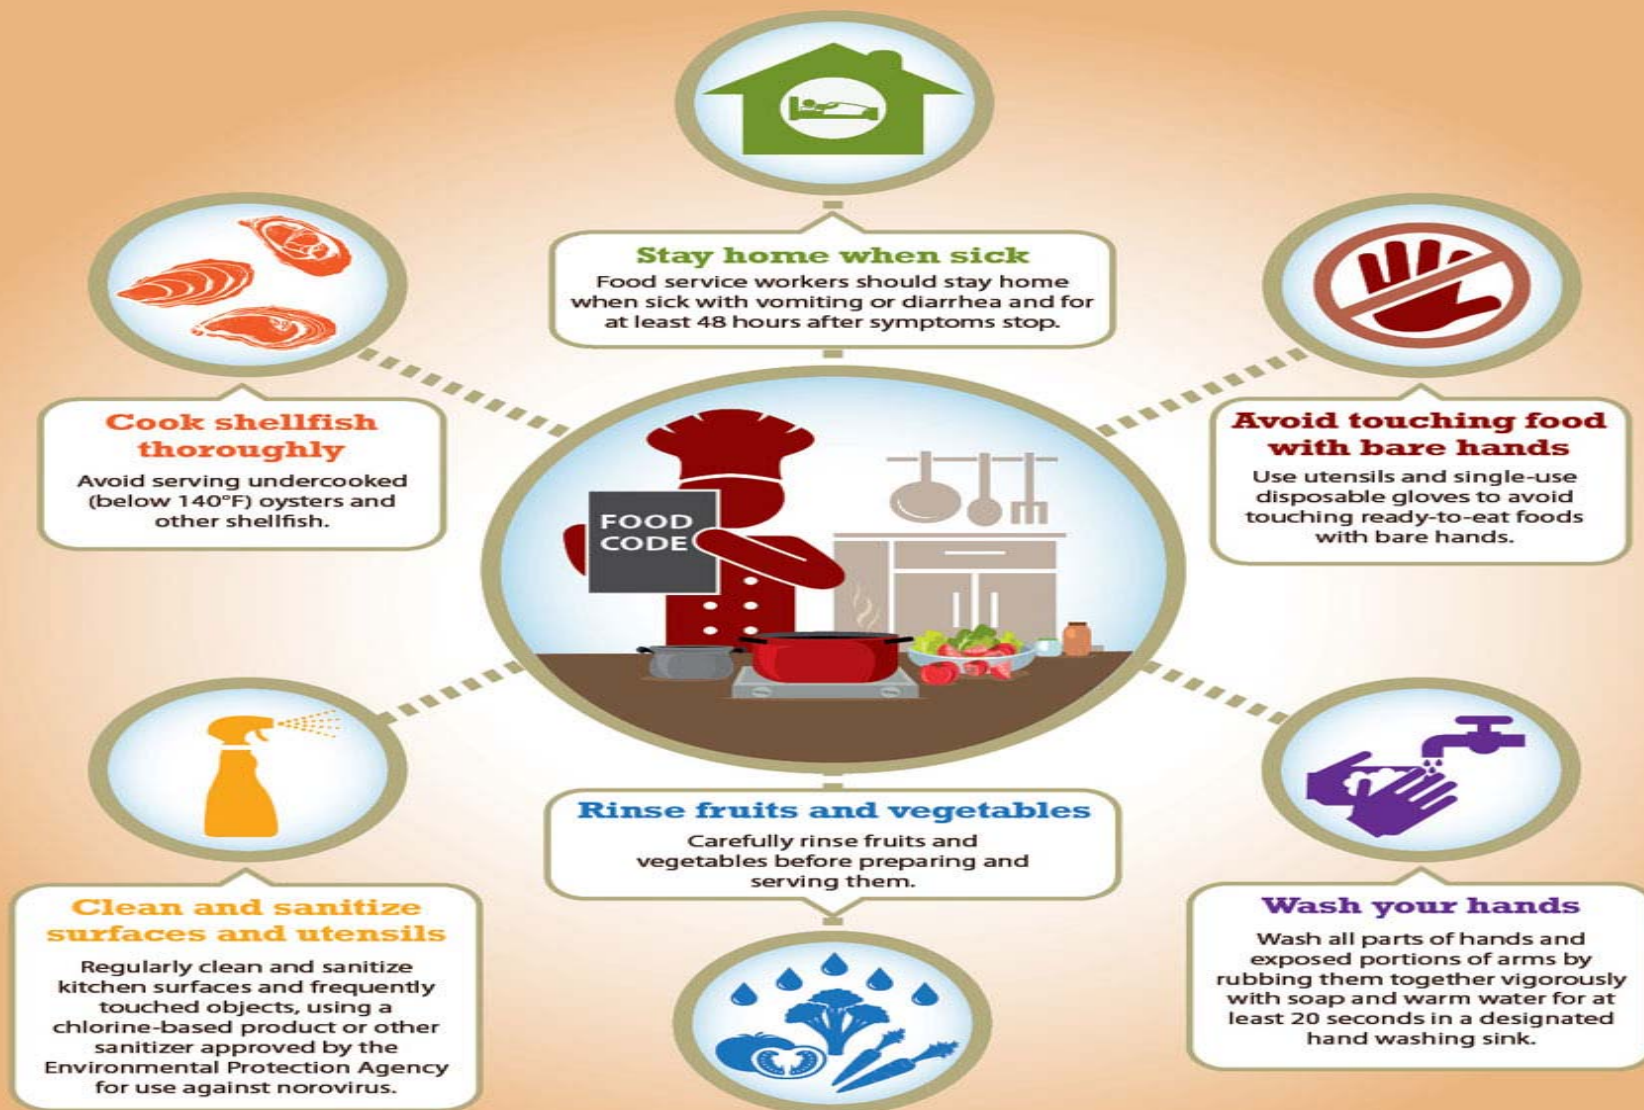 Stay home when sick
Food service workers should stay home
when sick with vomiting or diarrhea and for
at least 48 hours after symptoms stop.
Cook shellfish
thoroughly
Avoid serving undercooked
(below 140°F) oysters and
other shellfish.
Avoid touching food
with bare hands
Use utensils and single-use
disposable gloves to avoid
touching ready-to-eat foods
with bare hands.
FOOD
CODE
Rinse fruits and vegetables
Carefully rinse fruits and
vegetables before preparing and
serving them.
Clean and sanitize
surfaces and utensils
Regularly clean and sanitize
kitchen surfaces and frequently
touched objects, using a
chlorine-based product or other
sanitizer approved by the
Environmental Protection Agency
for use against norovirus.
Wash your hands
Wash all parts of hands and
exposed portions of arms by
rubbing them together vigorously
with soap and warm water for at
least 20 seconds in a designated
hand washing sink.